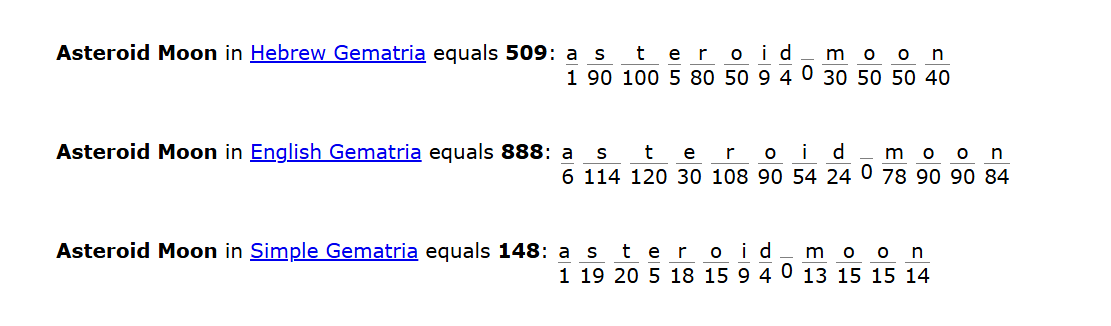 Asteroid Moon in Hebrew Gematria equals 509: a s t e r o i d _ m o o n
1 90 100 5 80 50 9 4 0 30 50 50 40
Asteroid Moon in English Gematria equals 888: a s t e r o i d _ m o o n
6 114 120 30 108 90 54 24 0 78 90 90 84
Asteroid Moon in Simple Gematria equals 148: a s t e r o i d _ m o o n
1 19 20 5 18 15 9 4 0 13 15 15 14